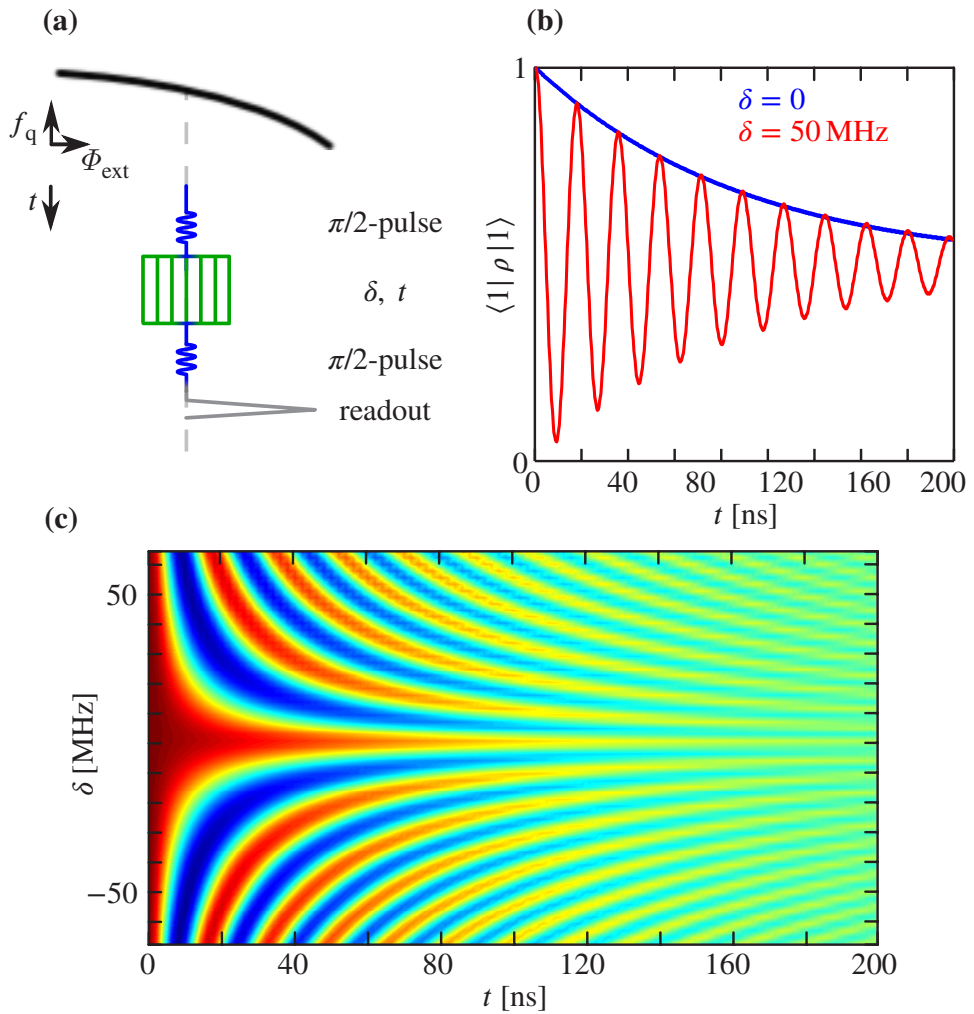 (a)
f_q
Φ_ext
t
π/2-pulse
δ, t
π/2-pulse
readout
(b)
1
δ = 0
δ = 50 MHz
⟨1| ρ |1⟩
0
0 40 80 120 160 200
t [ns]
(c)
50
δ [MHz]
−50
0 40 80 120 160 200
t [ns]